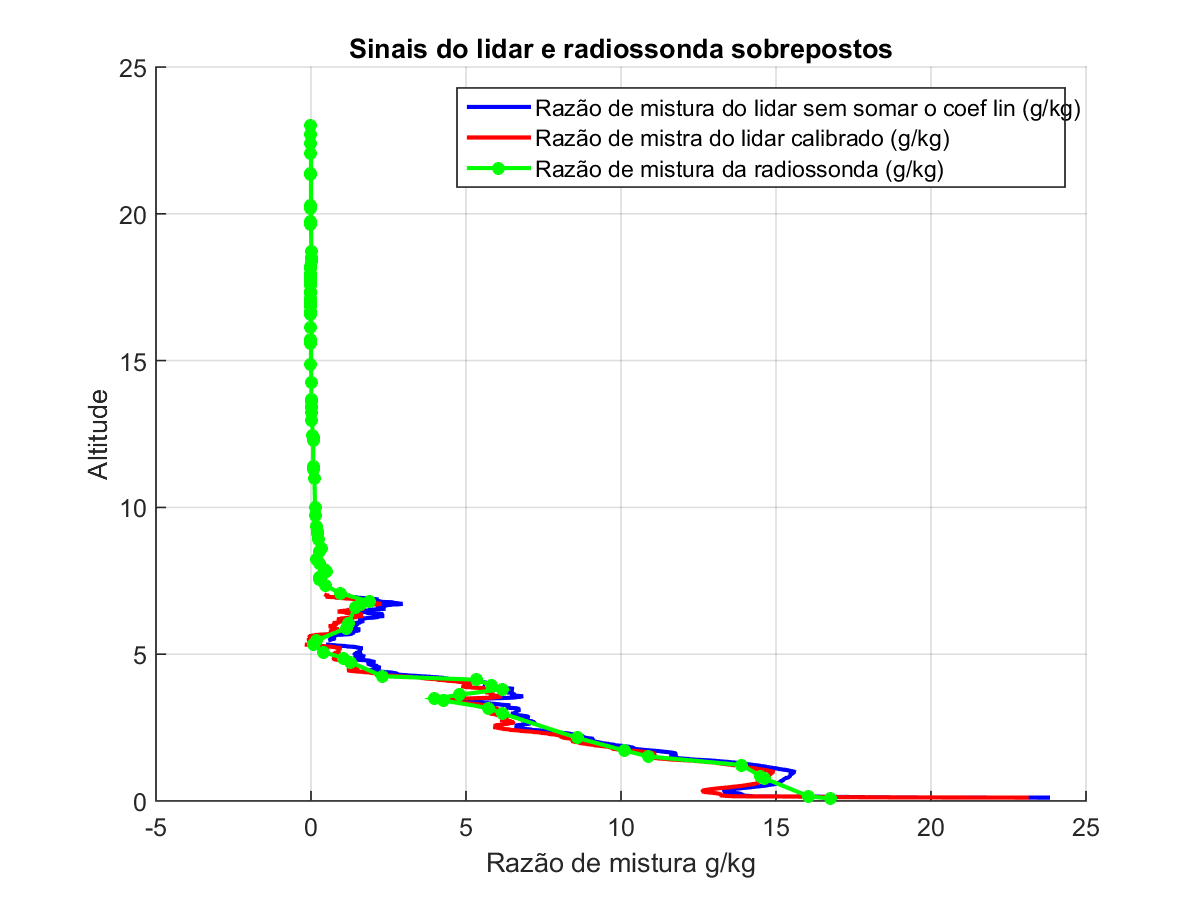 Sinais do lidar e radiossonda sobrepostos
25
Razão de mistura do lidar sem somar o coef lin (g/kg)
Razão de mistra do lidar calibrado (g/kg)
Razão de mistura da radiossonda (g/kg)
20
15
Altitude
10
5
0
-5 0 5 10 15 20 25
Razão de mistura g/kg